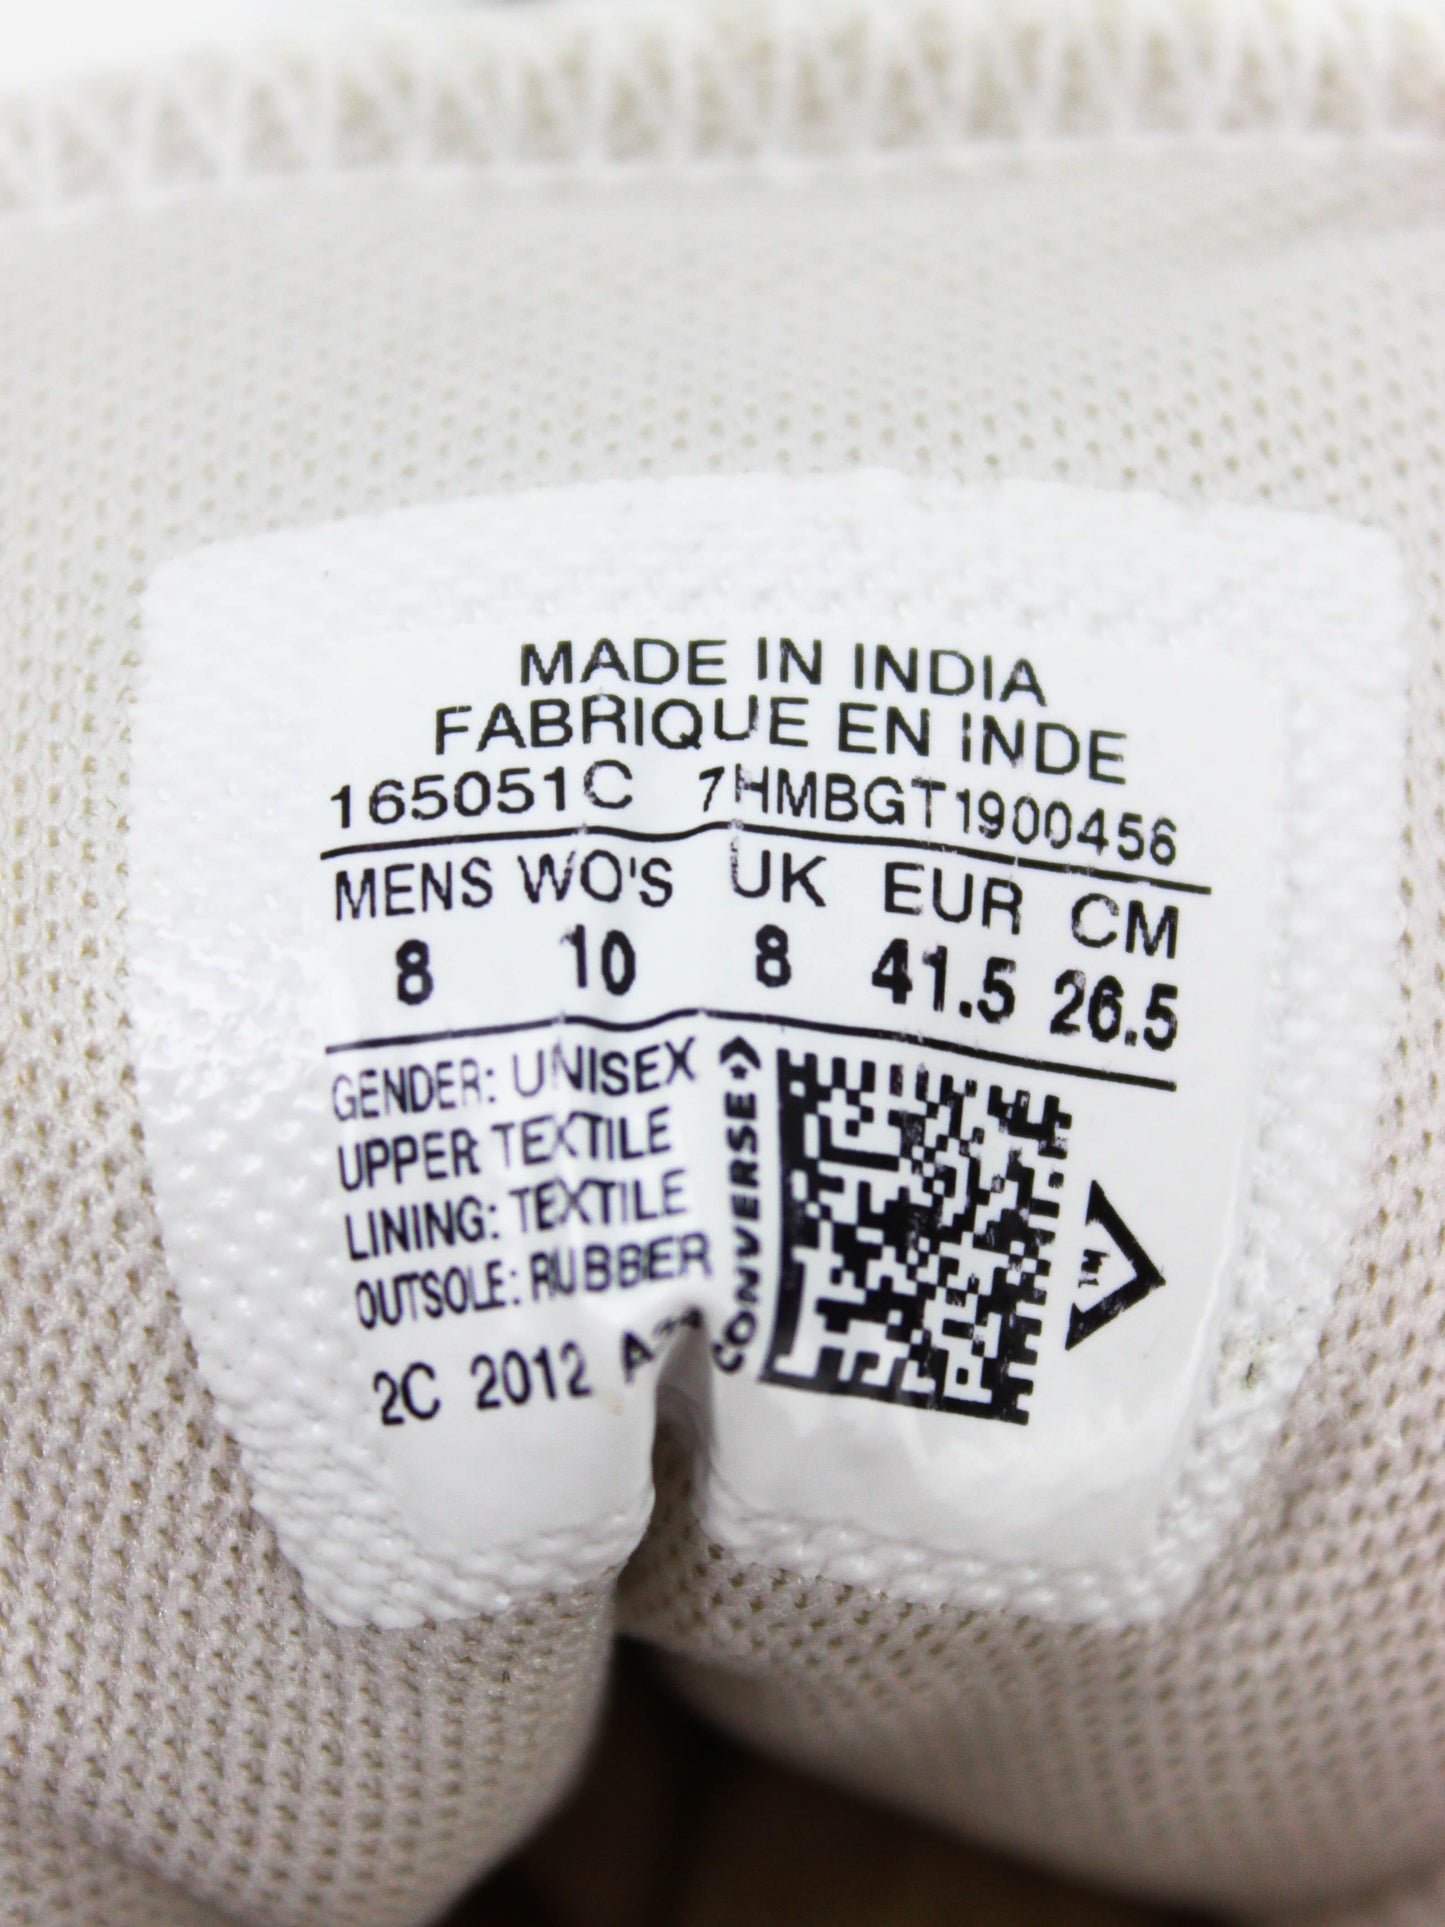 MADE IN INDIA
FABRIQUE EN INDE
165051C 7HMBGT1900456
MENS WO'S UK EUR CM
8 10 8 41.5 26.5
GENDER: UNISEX
UPPER TEXTILE
LINING: TEXTILE
OUTSOLE: RUBBER
2C 2012
CONVERSE
M